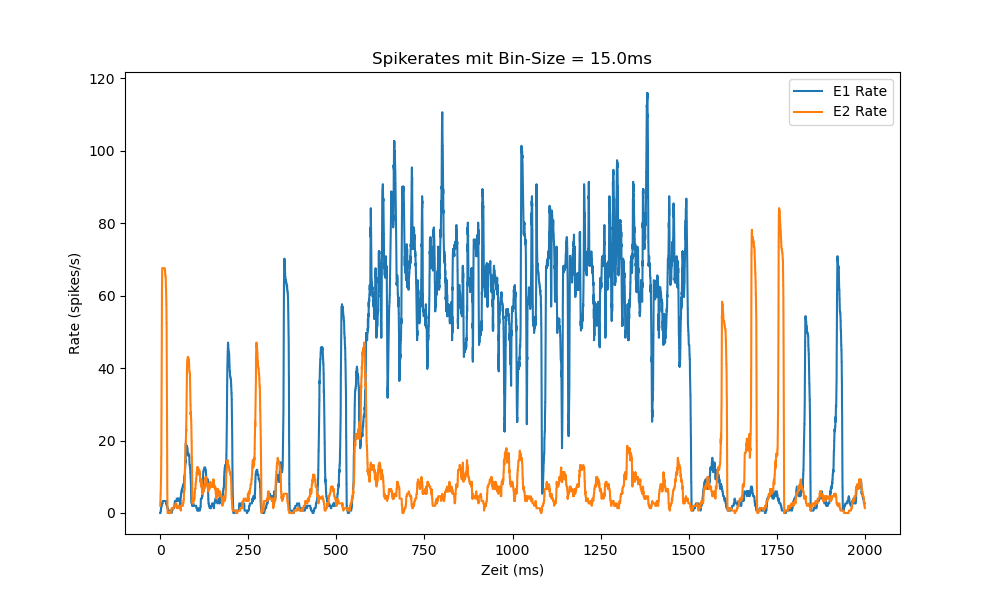 Spikerates mit Bin-Size = 15.0ms
E1 Rate
E2 Rate
120
100
80
60
40
20
0
Rate (spikes/s)
0 250 500 750 1000 1250 1500 1750 2000
Zeit (ms)